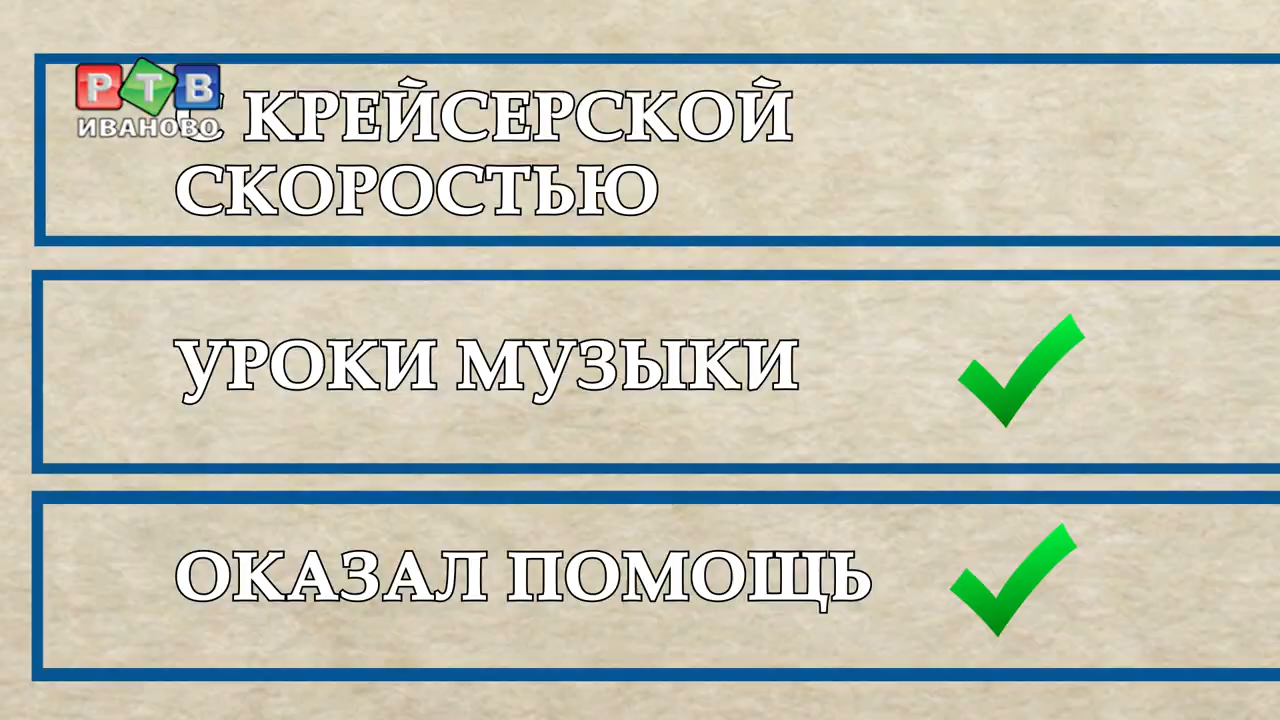 РТВ
ИВАНОВО
С КРЕЙСЕРСКОЙ
СКОРОСТЬЮ
УРОКИ МУЗЫКИ
ОКАЗАЛ ПОМОЩЬ